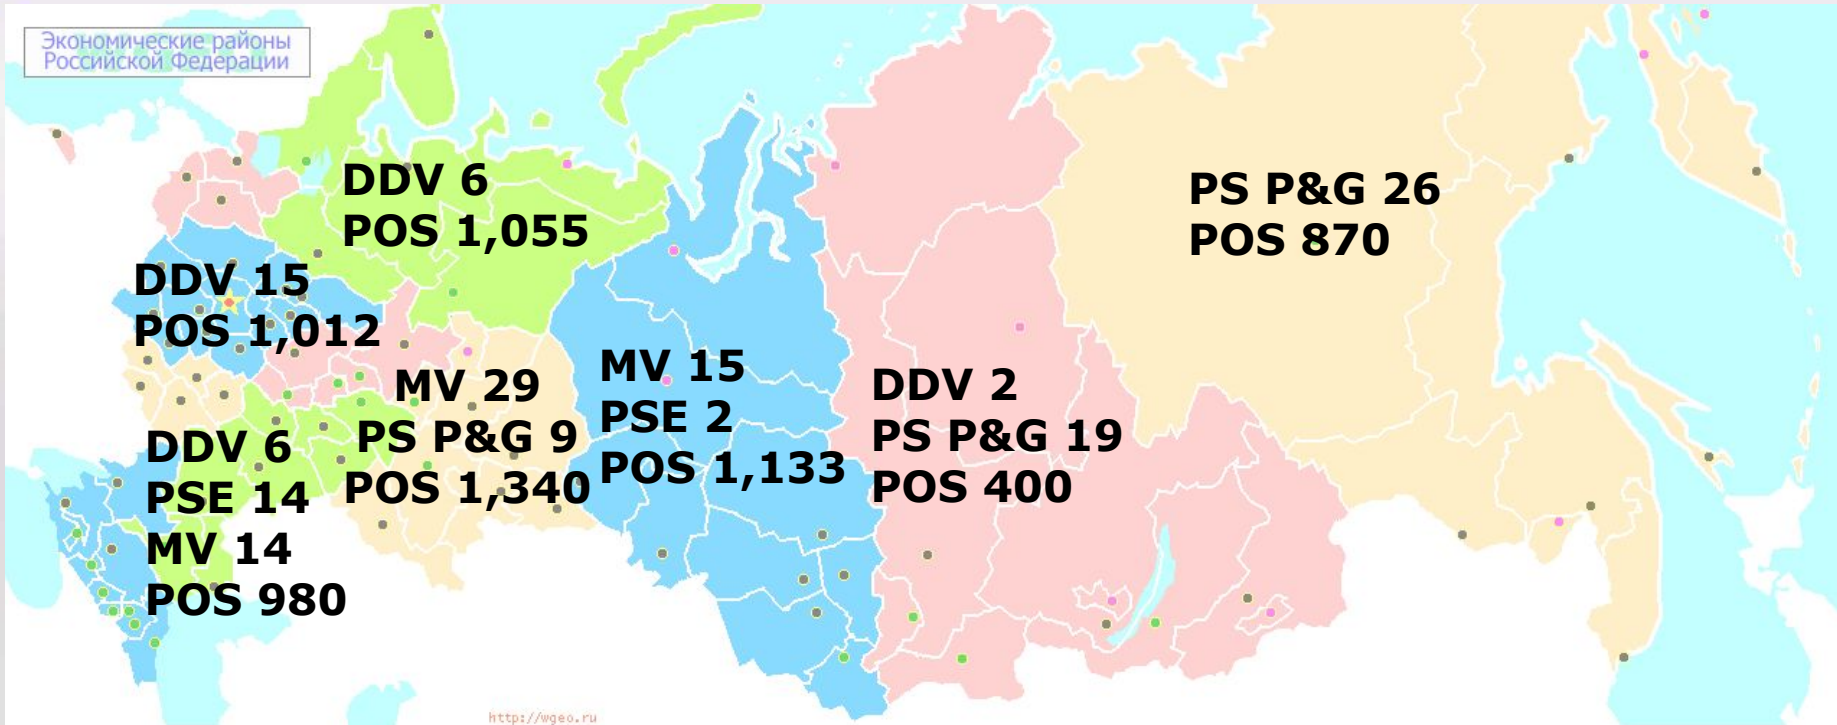 Экономические районы
Российской Федерации
DDV 6
POS 1,055
PS P&G 26
POS 870
DDV 15
POS 1,012
MV 29
PS P&G 9
POS 1,340
MV 15
PSE 2
POS 1,133
DDV 2
PS P&G 19
POS 400
DDV 6
PSE 14
MV 14
POS 980
http://wgeo.ru